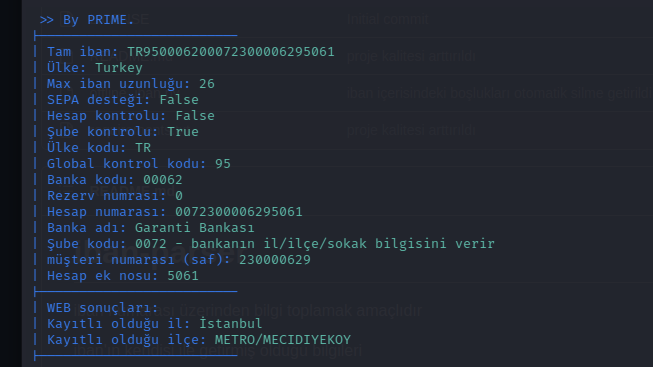 >> By PRIME.
Tam iban: TR950006200072300006295061
Ülke: Turkey
Max iban uzunluğu: 26
SEPA desteği: False
Hesap kontrolu: False
Şube kontrolu: True
Ülke kodu: TR
Global kontrol kodu: 95
Banka kodu: 00062
Rezerv numrası: 0
Hesap numarası: 0072300006295061
Banka adı: Garanti Bankası
Şube kodu: 0072 - bankanın il/ilçe/sokak bilgisini verir
müşteri numarası (saf): 230000629
Hesap ek nosu: 5061
WEB sonuçları:
Kayıtlı olduğu il: İstanbul
Kayıtlı olduğu ilçe: METRO/MECIDIYEKOY